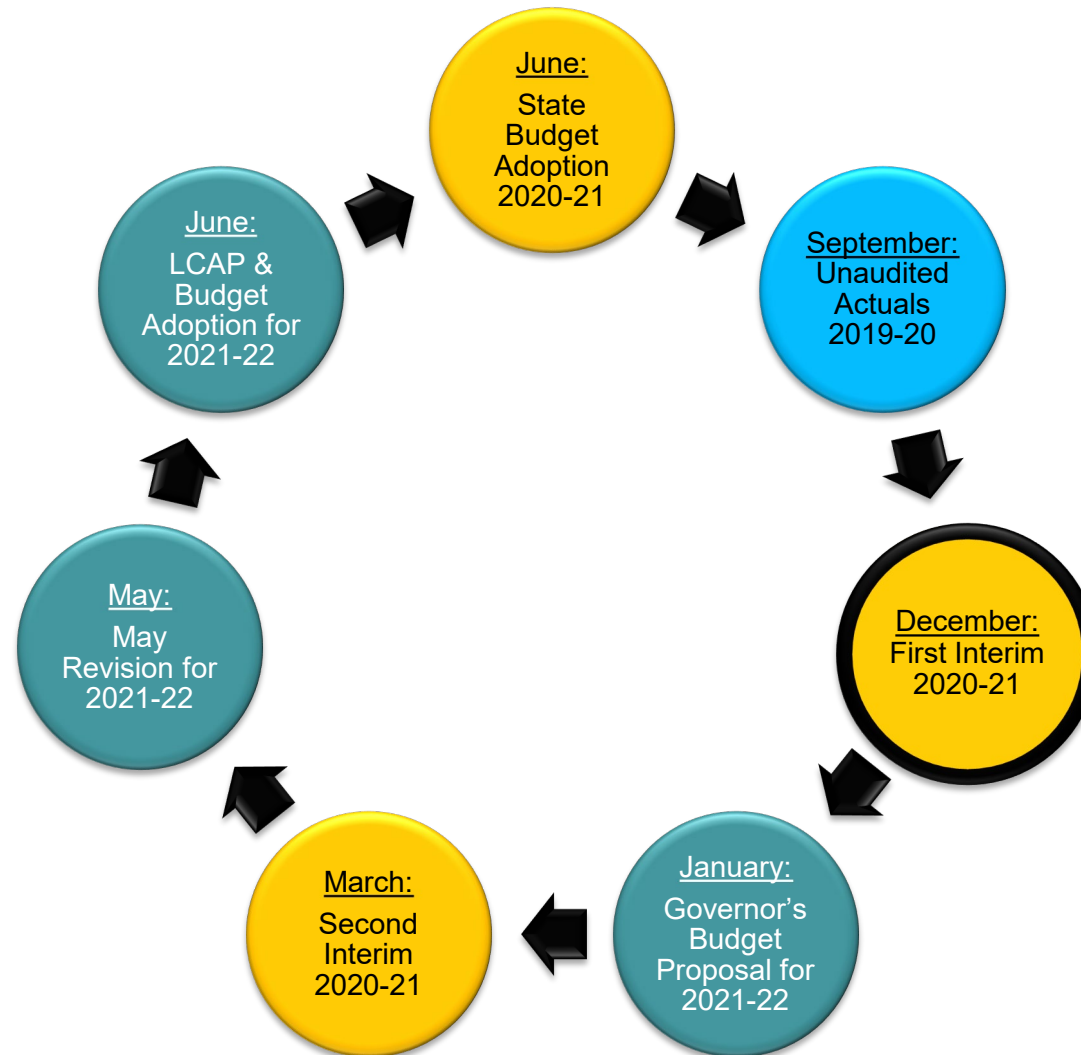 June:
State
Budget
Adoption
2020-21
September:
Unaudited
Actuals
2019-20
December:
First Interim
2020-21
January:
Governor’s
Budget
Proposal for
2021-22
March:
Second
Interim
2020-21
May:
May
Revision for
2021-22
June:
LCAP &
Budget
Adoption for
2021-22